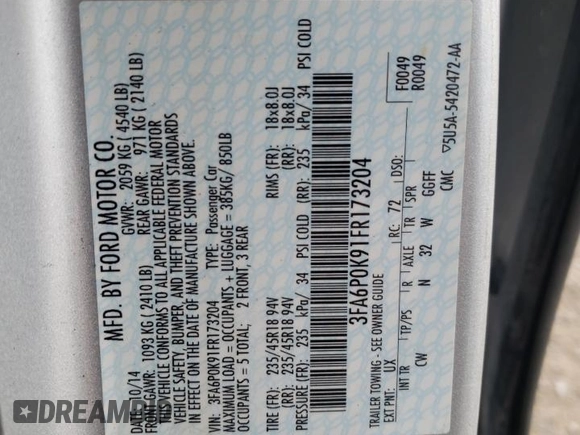 MFD. BY FORD MOTOR CO.
DATE: 10/14 GVWR: 2059 KG ( 4540 LB)
FRONT GAWR: 1093 KG ( 2410 LB) REAR GAWR: 971 KG ( 2140 LB)
THIS VEHICLE CONFORMS TO ALL APPLICABLE FEDERAL MOTOR
VEHICLE SAFETY, BUMPER, AND THEFT PREVENTION STANDARDS
IN EFFECT ON THE DATE OF MANUFACTURE SHOWN ABOVE.
VIN: 3FA6P0K91FR173204 TYPE: Passenger Car
MAXIMUM LOAD = OCCUPANTS + LUGGAGE = 385KG/ 850LB
OCCUPANTS = 5 TOTAL; 2 FRONT, 3 REAR
TIRE (FR): 235/45R18 94V RIMS (FR): 18x8.0J
TIRE (RR): 235/45R18 94V (RR): 18x8.0J
PRESSURE (FR): 235 kPa/ 34 PSI COLD (RR): 235 kPa/ 34 PSI COLD
3FA6P0K91FR173204
TRAILER TOWING - SEE OWNER GUIDE
F0049
R0049
EXT PNT: UX RC: 72 DSO:
INT TR TP/PS R AXLE TR SPR
CW N 32 W GGFF
CMC ▽5U5A-5420472-AA
DREAMBID